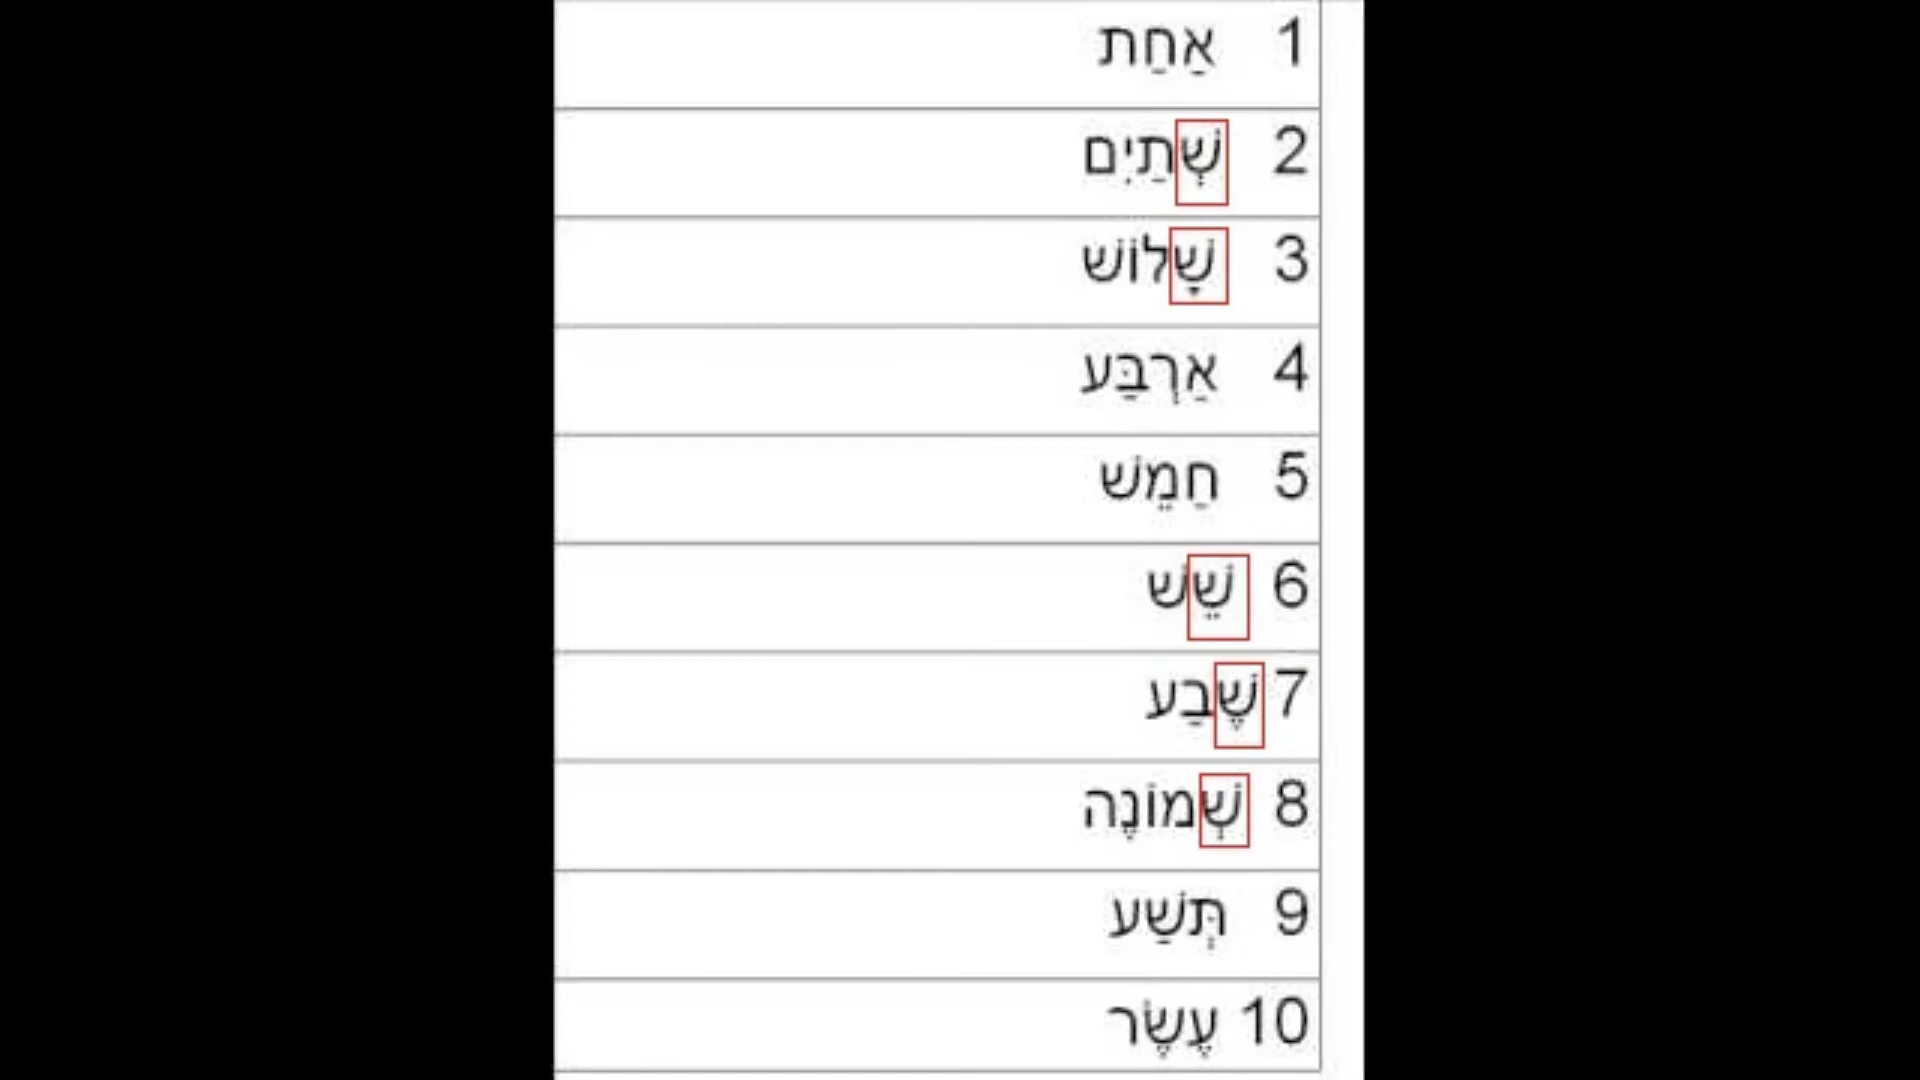 1 אַחַת
2 שְׁתַיִם
3 שָׁלוֹשׁ
4 אַרְבַּע
5 חַמֵשׁ
6 שֵׁשׁ
7 שֶׁבַע
8 שְׁמוֹנֶה
9 תְּשַׁע
10 עֶשֶׂר